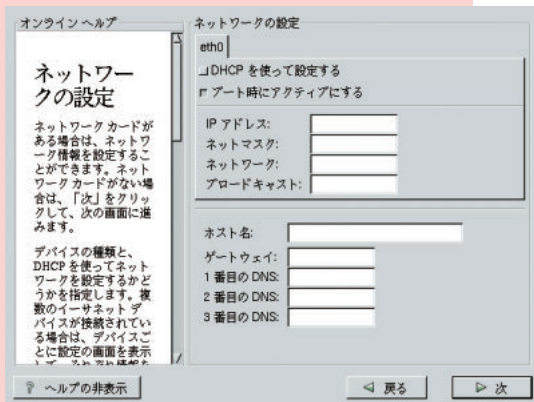 オンライン ヘルプ
ネットワー
クの設定
ネットワーク カードが
ある場合は、ネットワ
ーク情報を設定するこ
とができます。ネット
ワーク カードがない場
合は、「次」をクリッ
クして、次の画面に進
みます。
デバイスの種類と、
DHCP を使ってネット
ワークを設定するかど
うかを指定します。複
数のイーサネット デ
バイスが接続されてい
る場合は、デバイスご
とに設定の画面を表示
ネットワークの設定
eth0
DHCP を使って設定する
ブート時にアクティブにする
IP アドレス:
ネットマスク:
ネットワーク:
ブロードキャスト:
ホスト名:
ゲートウェイ:
1 番目の DNS:
2 番目の DNS:
3 番目の DNS:
? ヘルプの非表示
戻る
次